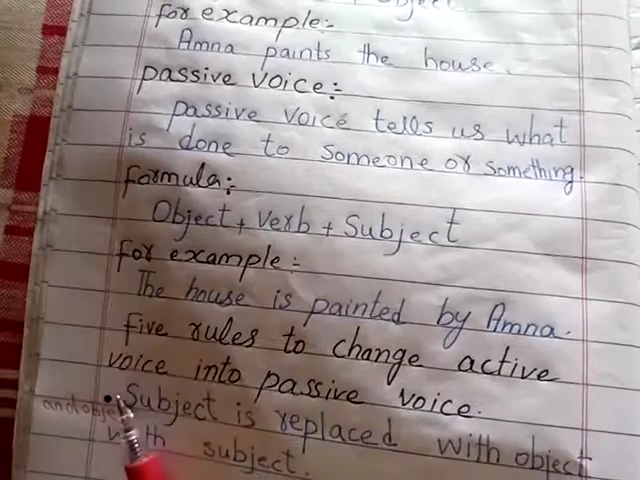 Object
for example:-
Amna paints the house.
passive voice:-
passive voice tells us what
is done to someone or something.
formula:
Object + verb + Subject
for example:-
The house is painted by Amna.
five rules to change active
voice into passive voice.
• Subject is replaced with object
and obje
with subject.